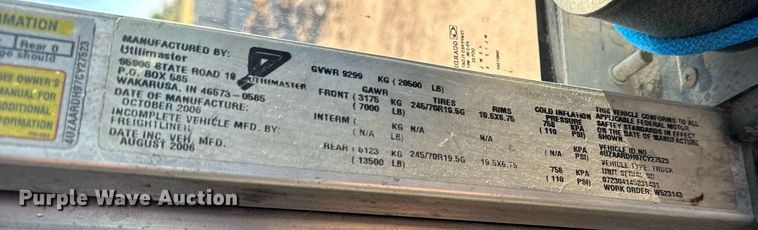 MATION
Rear 0
ge should
SEE OWNER'S
MANUAL FOR
ADDITIONAL
FORMATION
4UZAARDH97CY27523
MANUFACTURED BY:
Utilimaster
65906 STATE ROAD 19
P.O. BOX 585
WAKARUSA, IN 46573-0585
DATE OF MANUFACTURE:
OCTOBER 2006
INCOMPLETE VEHICLE MFD. BY:
FREIGHTLINER
DATE INC. VEH. MFD.
AUGUST 2006
UTILIMASTER
GVWR 9299 KG (20500 LB)
GAWR TIRES RIMS COLD INFLATION PRESSURE
FRONT (3175 KG 245/70R19.5G 19.5X6.75 758 KPA
(7000 LB) (110 PSI)
INTERM ( N/A KG N/A N/A KPA
N/A LB) N/A PSI)
REAR (6123 KG 245/70R19.5G 19.5X6.75 758 KPA
(13500 LB) (110 PSI)
THIS VEHICLE CONFORMS TO ALL
APPLICABLE FEDERAL MOTOR
SAFTEY STANDARDS IN EFFECT
ON THE DATE OF MANUFACTURE
SHOWN.
VEHICLE ID NO.
4UZAARDH97CY27523
VEHICLE TYPE: TRUCK
UNIT SERIAL NO
072304145231431
WORK ORDER: W523143
Purple Wave Auction